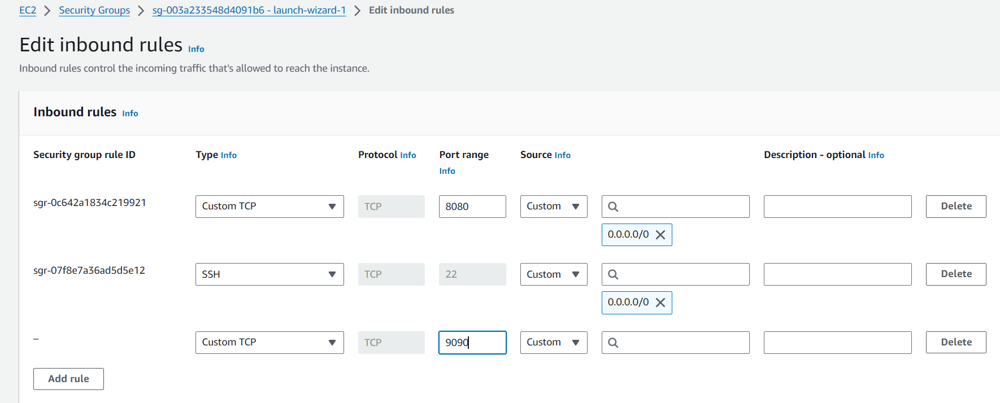 EC2 > Security Groups > sg-003a233548d4091b6 - launch-wizard-1 > Edit inbound rules
Edit inbound rules Info
Inbound rules control the incoming traffic that's allowed to reach the instance.
Inbound rules Info
Security group rule ID Type Info Protocol Info Port range Info Source Info Description - optional Info
sgr-0c642a1834c219921 Custom TCP TCP 8080 Custom Delete
0.0.0.0/0
sgr-07f8e7a36ad5d5e12 SSH TCP 22 Custom Delete
0.0.0.0/0
– Custom TCP TCP 9090 Custom Delete
Add rule